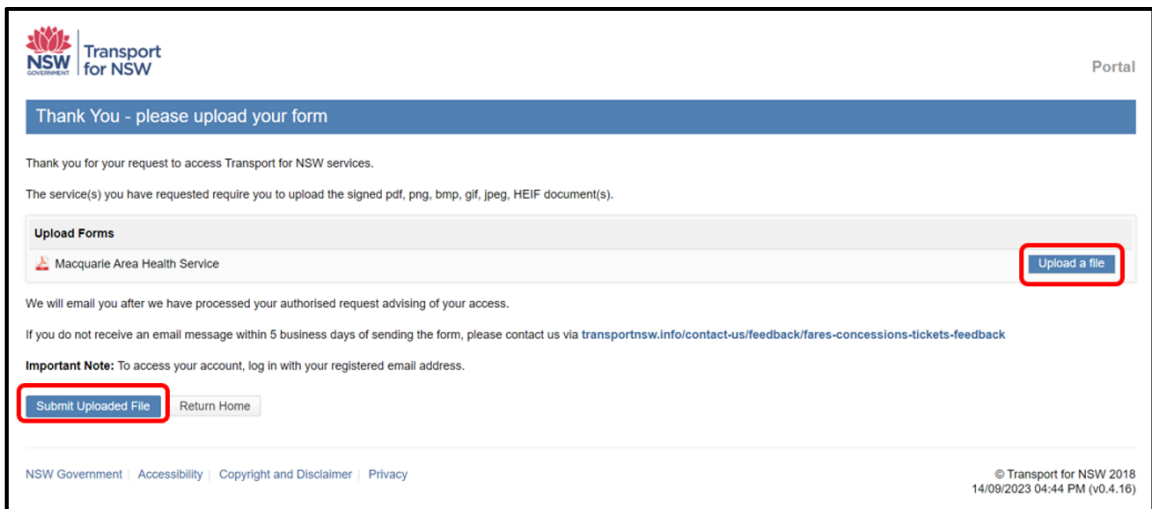 NSW
GOVERNMENT
Transport
for NSW
Portal
Thank You - please upload your form
Thank you for your request to access Transport for NSW services.
The service(s) you have requested require you to upload the signed pdf, png, bmp, gif, jpeg, HEIF document(s).
Upload Forms
Macquarie Area Health Service
Upload a file
We will email you after we have processed your authorised request advising of your access.
If you do not receive an email message within 5 business days of sending the form, please contact us via transportnsw.info/contact-us/feedback/fares-concessions-tickets-feedback
Important Note: To access your account, log in with your registered email address.
Submit Uploaded File
Return Home
NSW Government | Accessibility | Copyright and Disclaimer | Privacy
© Transport for NSW 2018
14/09/2023 04:44 PM (v0.4.16)